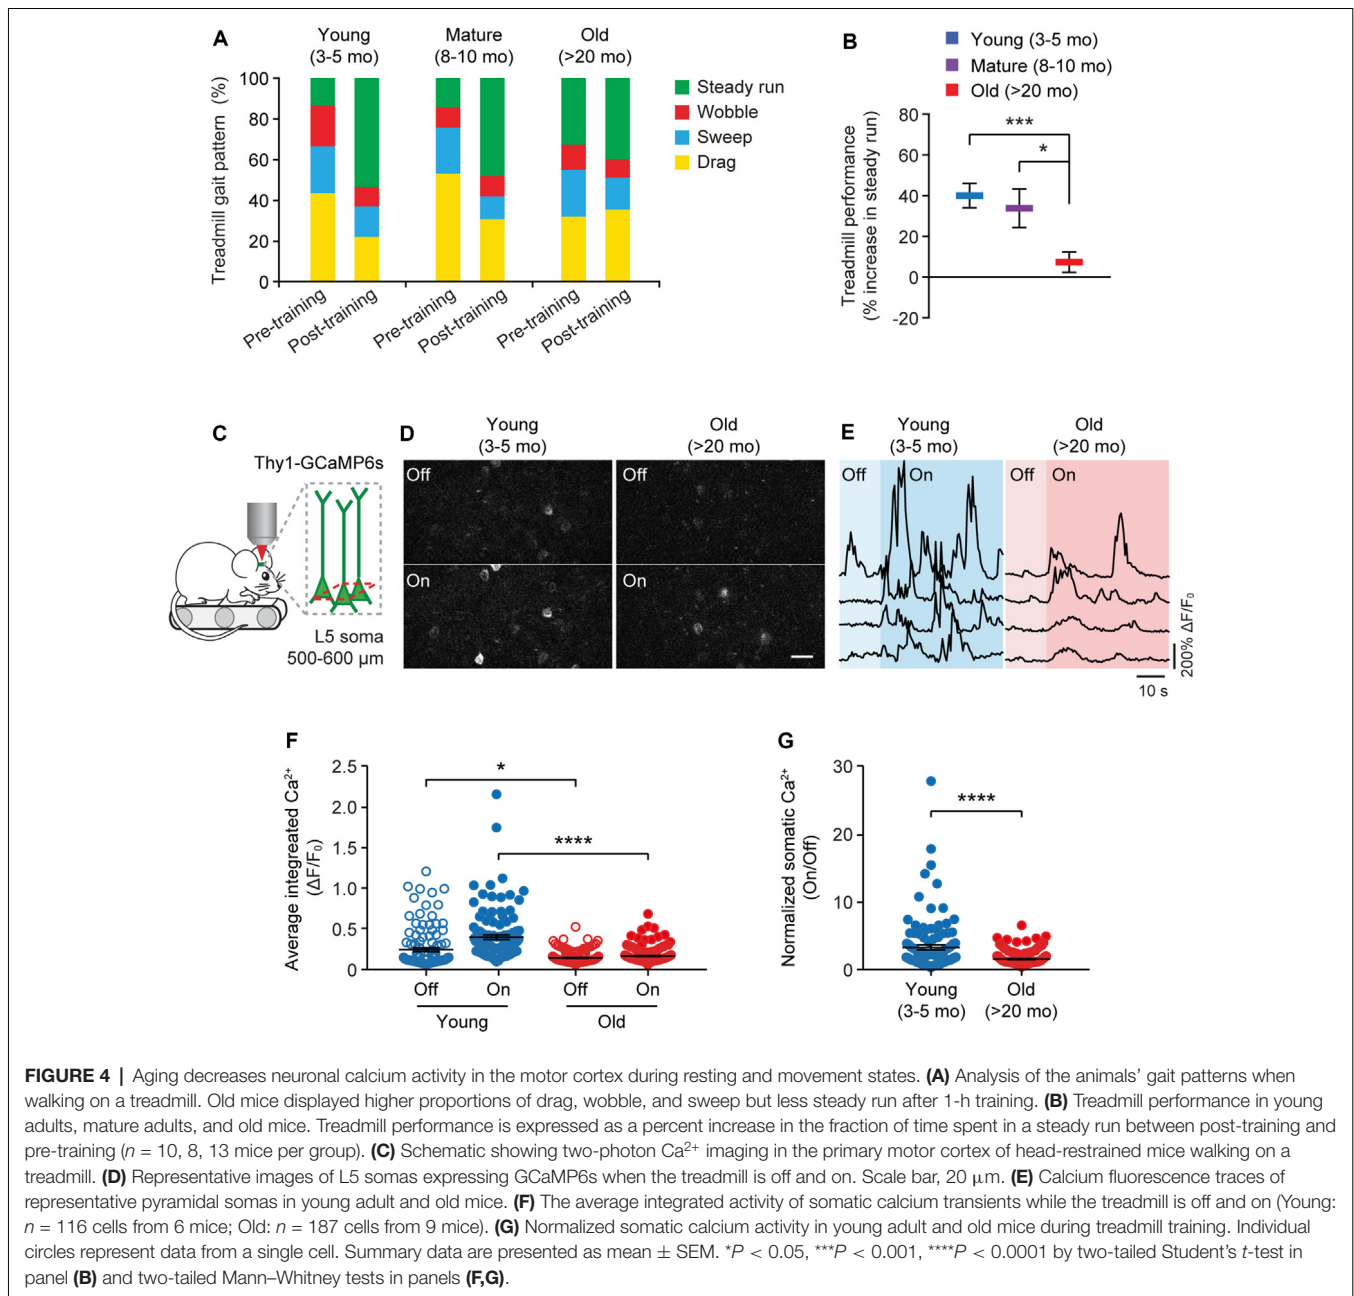 A
Young
(3-5 mo)
Mature
(8-10 mo)
Old
(>20 mo)
Treadmill gait pattern (%)
100
80
60
40
20
0
Pre-training
Post-training
Pre-training
Post-training
Pre-training
Post-training
Steady run
Wobble
Sweep
Drag
B
Young (3-5 mo)
Mature (8-10 mo)
Old (>20 mo)
Treadmill performance
(% increase in steady run)
80
60
40
20
0
-20
***
*
C
Thy1-GCaMP6s
L5 soma
500-600 µm
D
Young
(3-5 mo)
Old
(>20 mo)
Off
Off
On
On
E
Young
(3-5 mo)
Old
(>20 mo)
Off
On
Off
On
200% ΔF/F₀
10 s
F
Average integreated Ca²⁺
(ΔF/F₀)
2.5
2.0
1.5
1.0
0.5
0
*
****
Off
On
Off
On
Young
Old
G
Normalized somatic Ca²⁺
(On/Off)
30
20
10
0
****
Young
(3-5 mo)
Old
(>20 mo)
FIGURE 4 | Aging decreases neuronal calcium activity in the motor cortex during resting and movement states. (A) Analysis of the animals' gait patterns when
walking on a treadmill. Old mice displayed higher proportions of drag, wobble, and sweep but less steady run after 1-h training. (B) Treadmill performance in young
adults, mature adults, and old mice. Treadmill performance is expressed as a percent increase in the fraction of time spent in a steady run between post-training and
pre-training (n = 10, 8, 13 mice per group). (C) Schematic showing two-photon Ca²⁺ imaging in the primary motor cortex of head-restrained mice walking on a
treadmill. (D) Representative images of L5 somas expressing GCaMP6s when the treadmill is off and on. Scale bar, 20 µm. (E) Calcium fluorescence traces of
representative pyramidal somas in young adult and old mice. (F) The average integrated activity of somatic calcium transients while the treadmill is off and on (Young:
n = 116 cells from 6 mice; Old: n = 187 cells from 9 mice). (G) Normalized somatic calcium activity in young adult and old mice during treadmill training. Individual
circles represent data from a single cell. Summary data are presented as mean ± SEM. *P < 0.05, ***P < 0.001, ****P < 0.0001 by two-tailed Student's t-test in
panel (B) and two-tailed Mann–Whitney tests in panels (F,G).